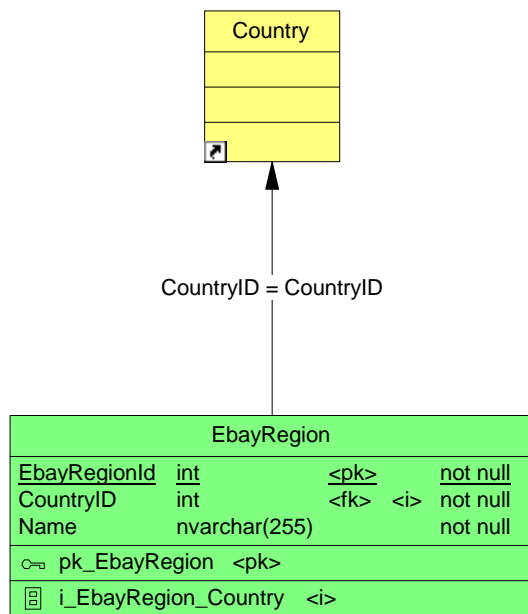 Country
CountryID = CountryID
EbayRegion
EbayRegionId int <pk> not null
CountryID int <fk> <i> not null
Name nvarchar(255) not null
pk_EbayRegion <pk>
i_EbayRegion_Country <i>